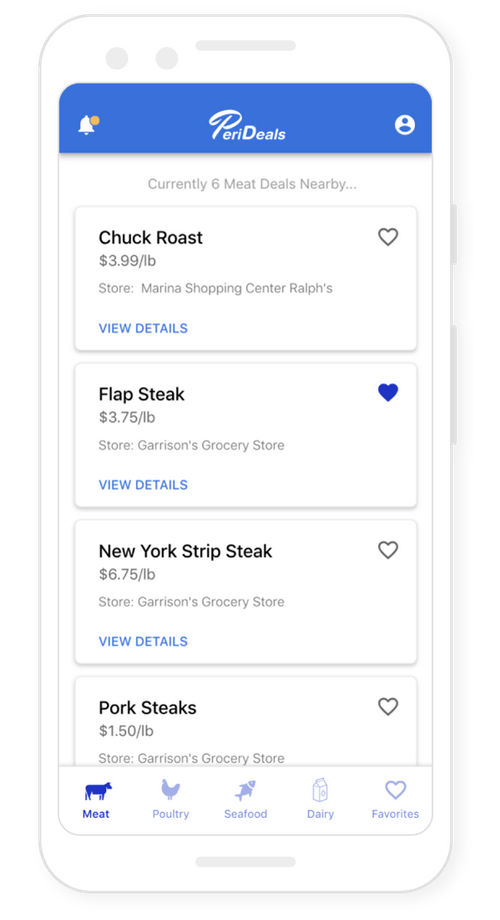 PeriDeals
Currently 6 Meat Deals Nearby...
Chuck Roast
$3.99/lb
Store: Marina Shopping Center Ralph's
VIEW DETAILS
Flap Steak
$3.75/lb
Store: Garrison's Grocery Store
VIEW DETAILS
New York Strip Steak
$6.75/lb
Store: Garrison's Grocery Store
VIEW DETAILS
Pork Steaks
$1.50/lb
Store: Garrison's Grocery Store
Meat Poultry Seafood Dairy Favorites